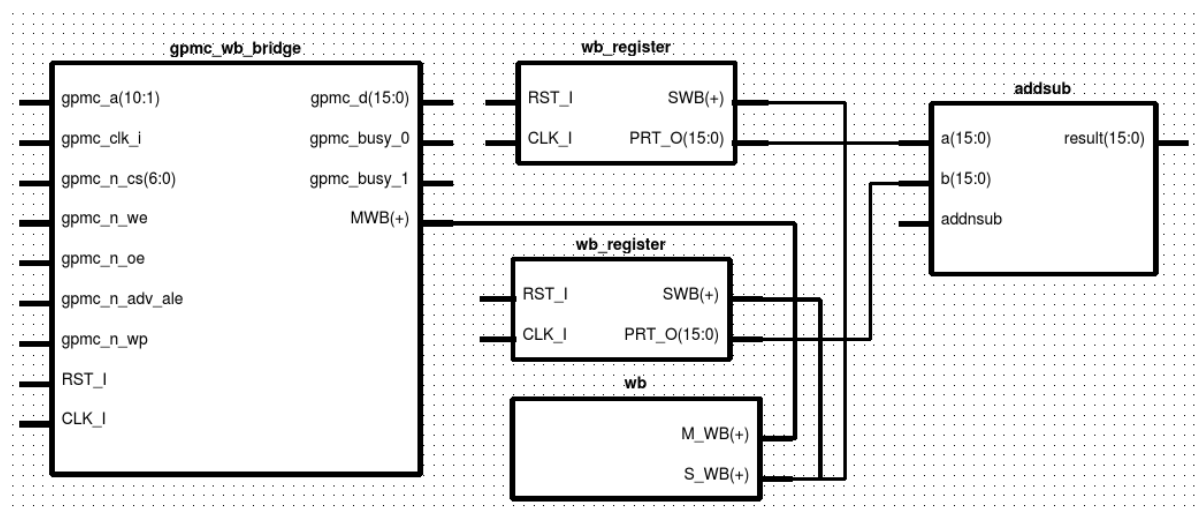 gpmc_wb_bridge
gpmc_a(10:1)
gpmc_clk_i
gpmc_n_cs(6:0)
gpmc_n_we
gpmc_n_oe
gpmc_n_adv_ale
gpmc_n_wp
RST_I
CLK_I
gpmc_d(15:0)
gpmc_busy_0
gpmc_busy_1
MWB(+)
wb_register
RST_I
CLK_I
SWB(+)
PRT_O(15:0)
wb_register
RST_I
CLK_I
SWB(+)
PRT_O(15:0)
wb
M_WB(+)
S_WB(+)
addsub
a(15:0)
b(15:0)
addnsub
result(15:0)